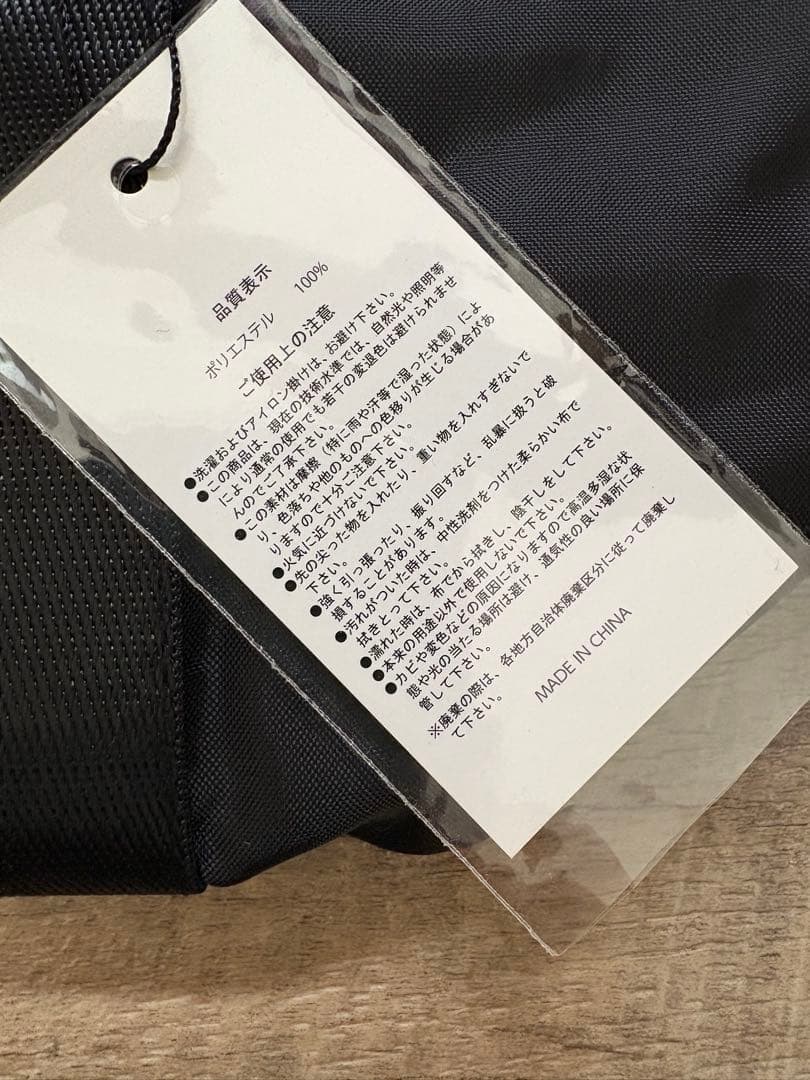 品質表示
ポリエステル 100%
ご使用上の注意
●洗濯およびアイロン掛けは、お避け下さい。
●この商品は、現在の技術水準では、自然光や照明等
により通常の使用でも若干の変退色は避けられませ
んのでご了承下さい。
●この素材は摩擦（特に雨や汗等で湿った状態）によ
り、色落ちや他のものへの色移りが生じる場合があ
りますので十分ご注意下さい。
●火気に近づけないで下さい。
●先の尖った物を入れたり、重い物を入れすぎないで
下さい。
●強く引っ張ったり、振り回すなど、乱暴に扱うと破
損することがあります。
●汚れがついた時は、中性洗剤をつけた柔らかい布で
拭きとって下さい。
●濡れた時は、布でから拭きし、陰干しをして下さい。
●本来の用途以外で使用しないで下さい。
●カビや変色などの原因になりますので高温多湿な状
態や光の当たる場所は避け、通気性の良い場所に保
管して下さい。
※廃棄の際は、各地方自治体廃棄区分に従って廃棄し
て下さい。
MADE IN CHINA